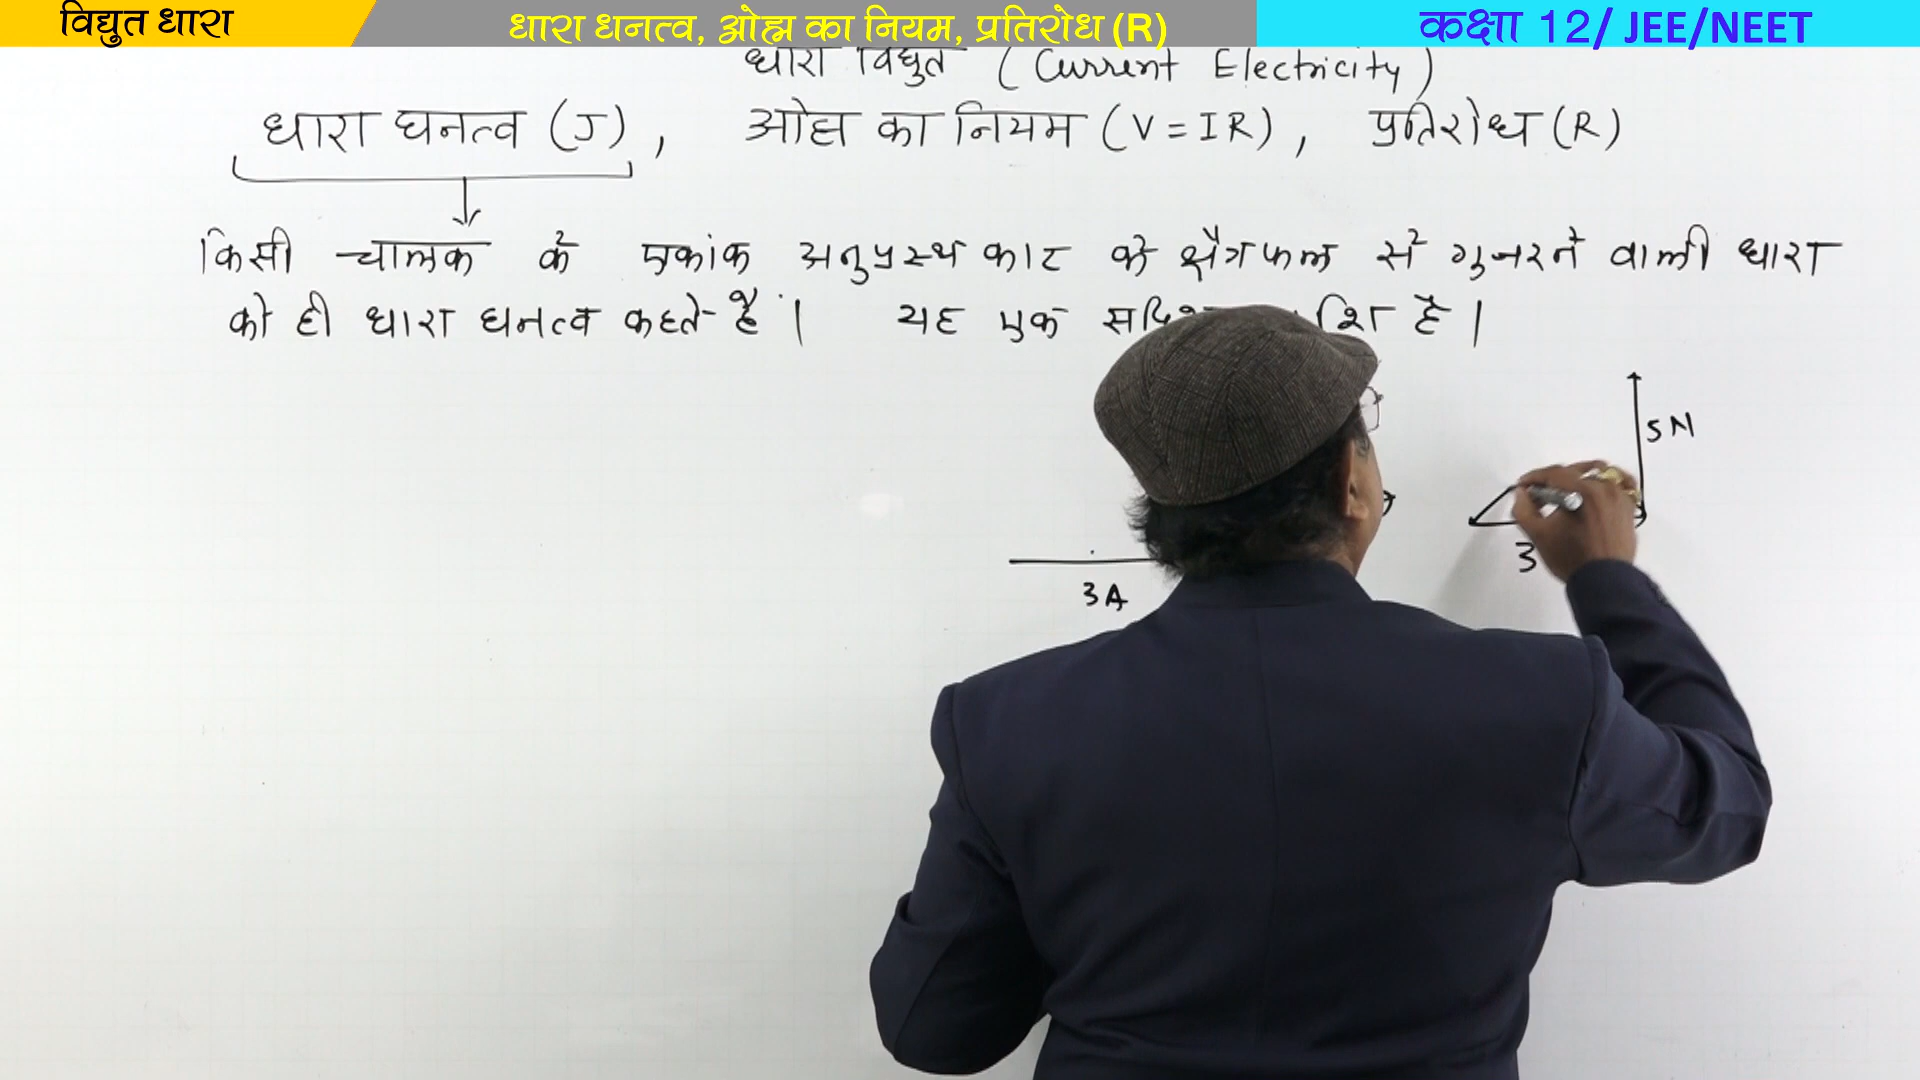 विद्युत धारा
धारा धनत्व, ओह्म का नियम, प्रतिरोध (R)
कक्षा 12/ JEE/NEET
धारा विद्युत (Current Electricity)
धारा घनत्व (J), ओह्म का नियम (V=IR), प्रतिरोध (R)
किसी चालक के एकांक अनुप्रस्थ काट के क्षेत्रफल से गुजरने वाली धारा
को ही धारा घनत्व कहते है । यह एक है ।
5N
3
3A